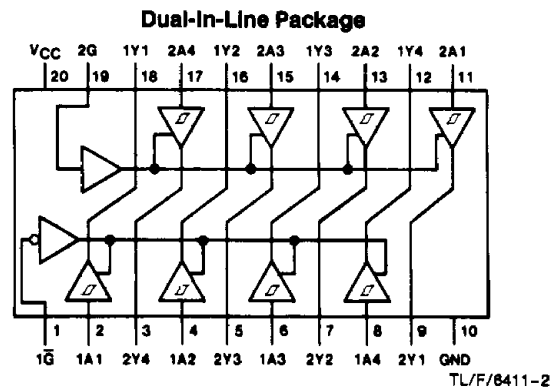 Dual-In-Line Package
VCC 2G 1Y1 2A4 1Y2 2A3 1Y3 2A2 1Y4 2A1
20 19 18 17 16 15 14 13 12 11
1 2 3 4 5 6 7 8 9 10
1G̅ 1A1 2Y4 1A2 2Y3 1A3 2Y2 1A4 2Y1 GND
TL/F/6411-2